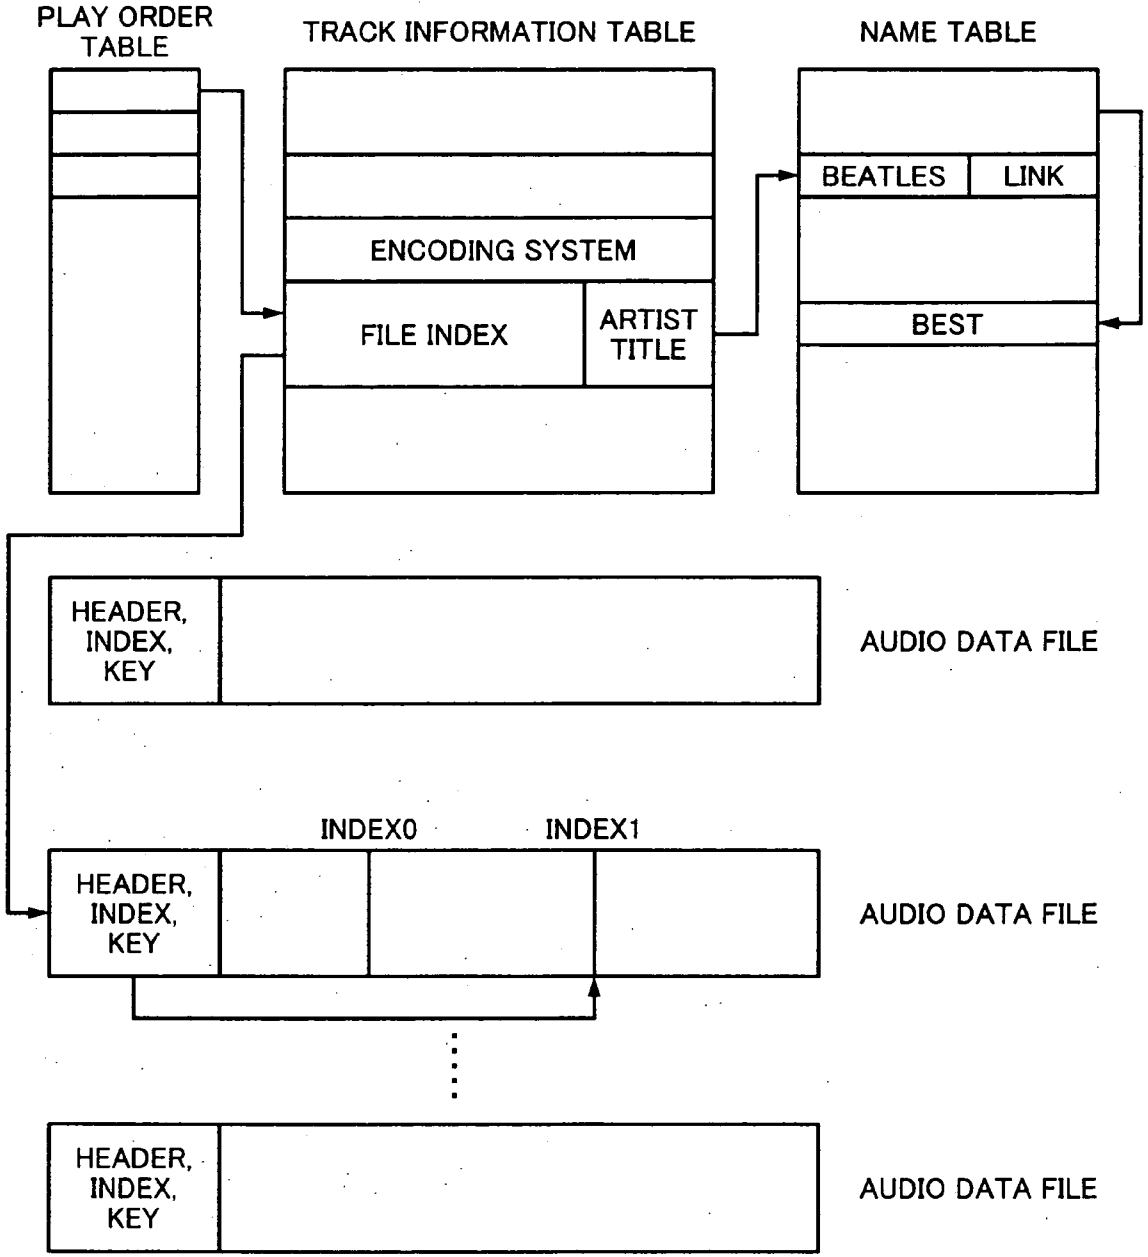 PLAY ORDER
TABLE
TRACK INFORMATION TABLE
NAME TABLE
BEATLES
LINK
ENCODING SYSTEM
FILE INDEX
ARTIST
TITLE
BEST
HEADER,
INDEX,
KEY
AUDIO DATA FILE
INDEX0
INDEX1
HEADER,
INDEX,
KEY
AUDIO DATA FILE
HEADER,
INDEX,
KEY
AUDIO DATA FILE